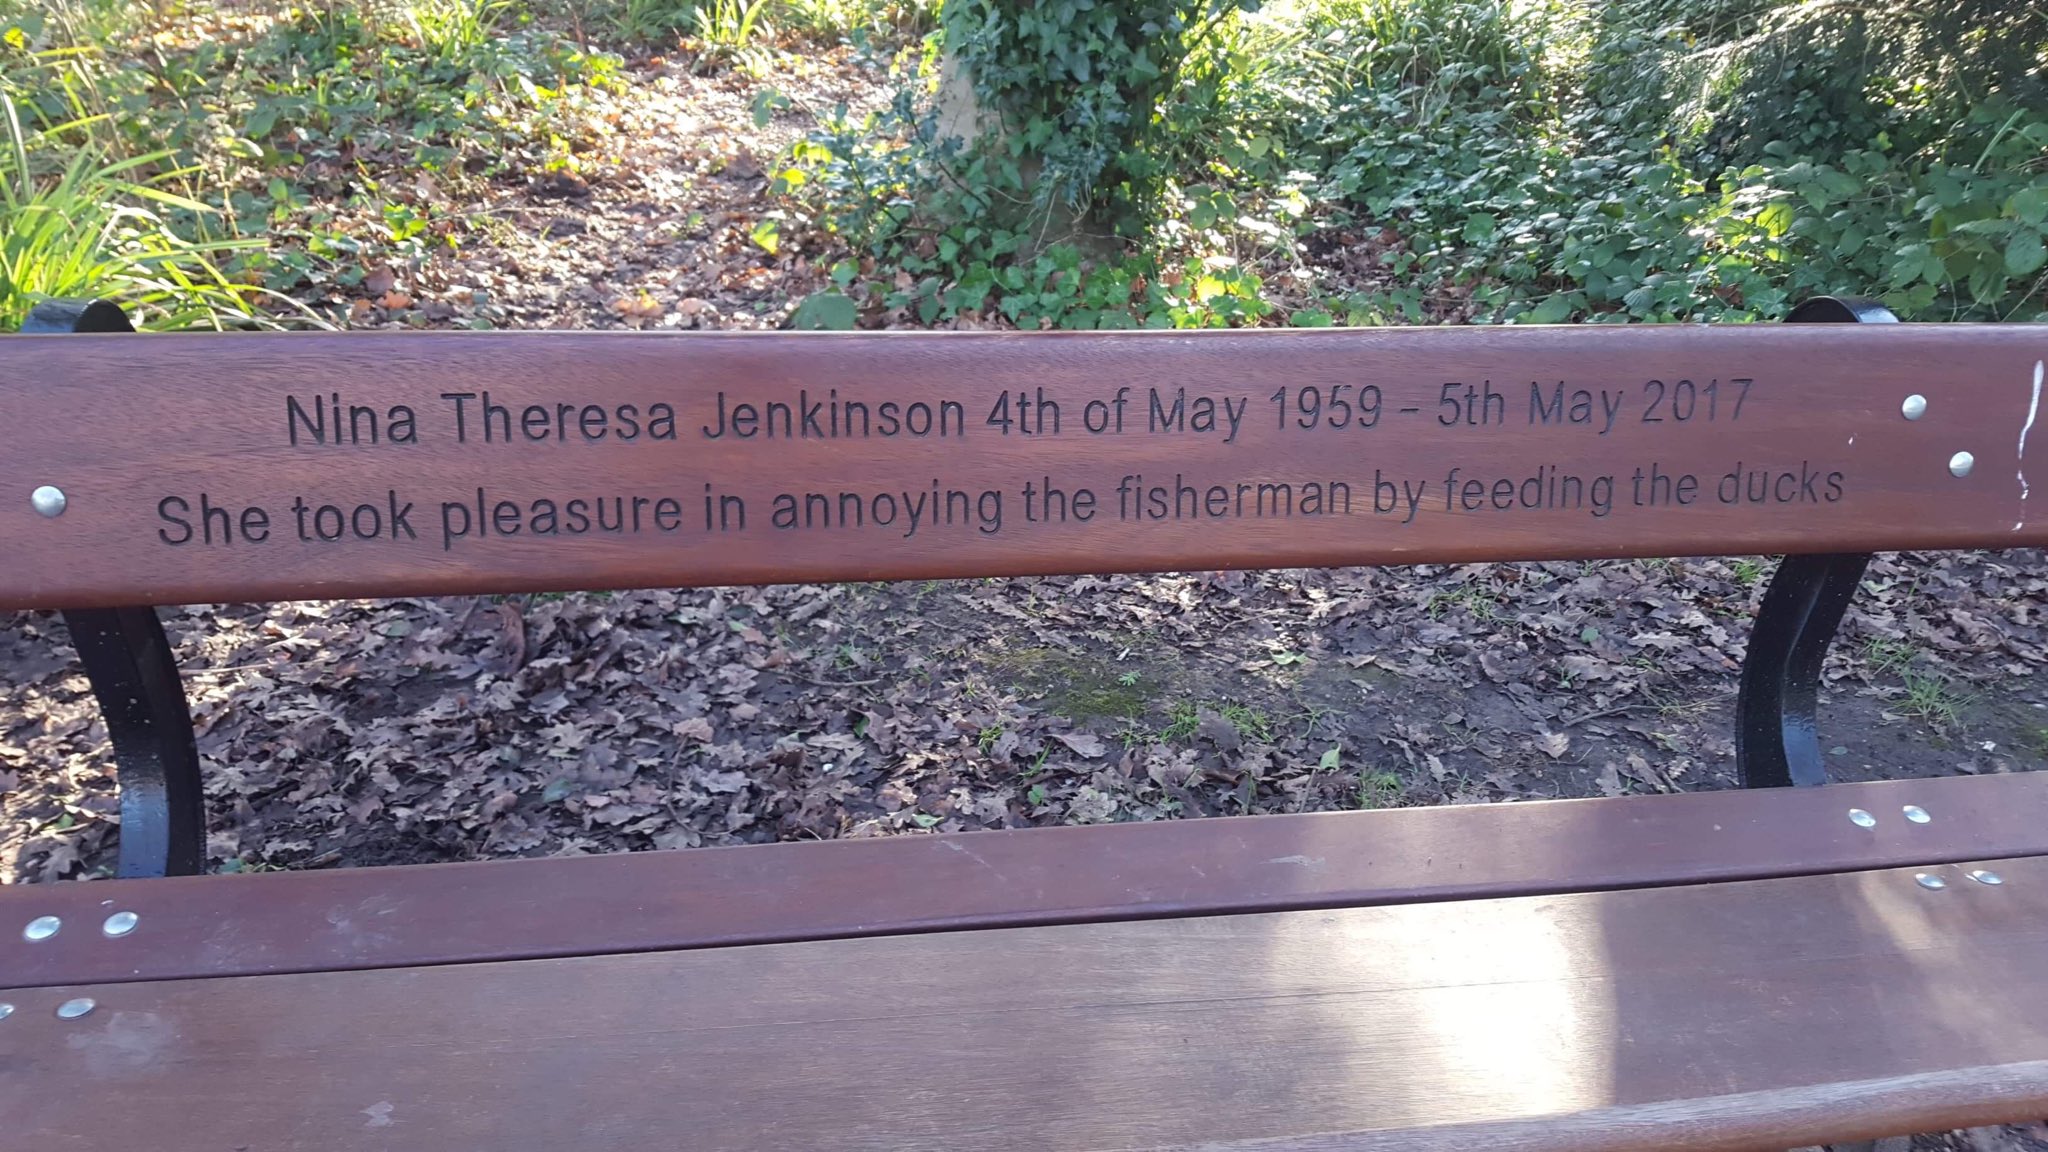 Nina Theresa Jenkinson 4th of May 1959 - 5th May 2017
She took pleasure in annoying the fisherman by feeding the ducks